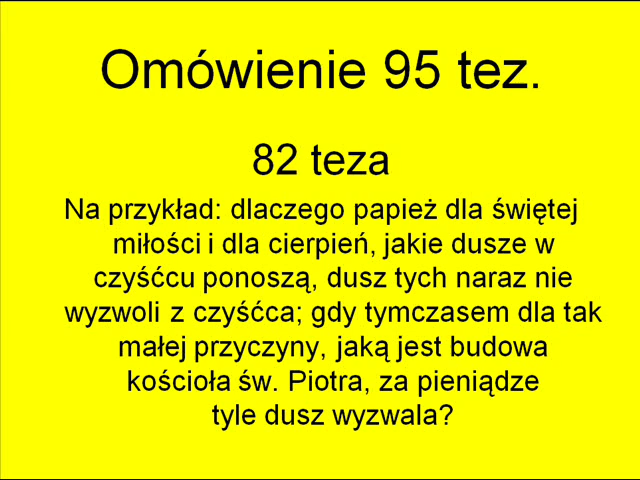 Omówienie 95 tez.
82 teza
Na przykład: dlaczego papież dla świętej
miłości i dla cierpień, jakie dusze w
czyśćcu ponoszą, dusz tych naraz nie
wyzwoli z czyśćca; gdy tymczasem dla tak
małej przyczyny, jaką jest budowa
kościoła św. Piotra, za pieniądze
tyle dusz wyzwala?